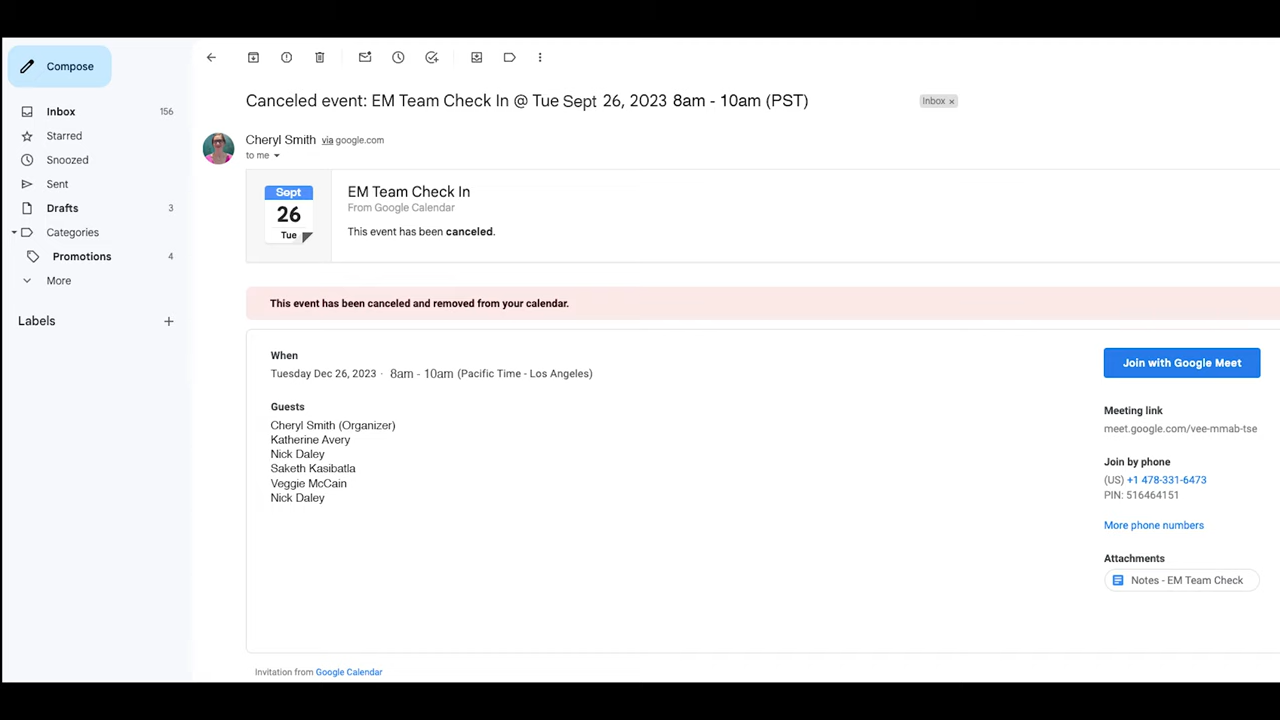 Compose
Inbox 156
Starred
Snoozed
Sent
Drafts 3
Categories
Promotions 4
More
Labels
Canceled event: EM Team Check In @ Tue Sept 26, 2023 8am - 10am (PST)
Inbox x
Cheryl Smith via google.com
to me
Sept
26
Tue
EM Team Check In
From Google Calendar
This event has been canceled.
This event has been canceled and removed from your calendar.
When
Tuesday Dec 26, 2023 · 8am - 10am (Pacific Time - Los Angeles)
Guests
Cheryl Smith (Organizer)
Katherine Avery
Nick Daley
Saketh Kasibatla
Veggie McCain
Nick Daley
Join with Google Meet
Meeting link
meet.google.com/vee-mmab-tse
Join by phone
(US) +1 478-331-6473
PIN: 516464151
More phone numbers
Attachments
Notes - EM Team Check
Invitation from Google Calendar